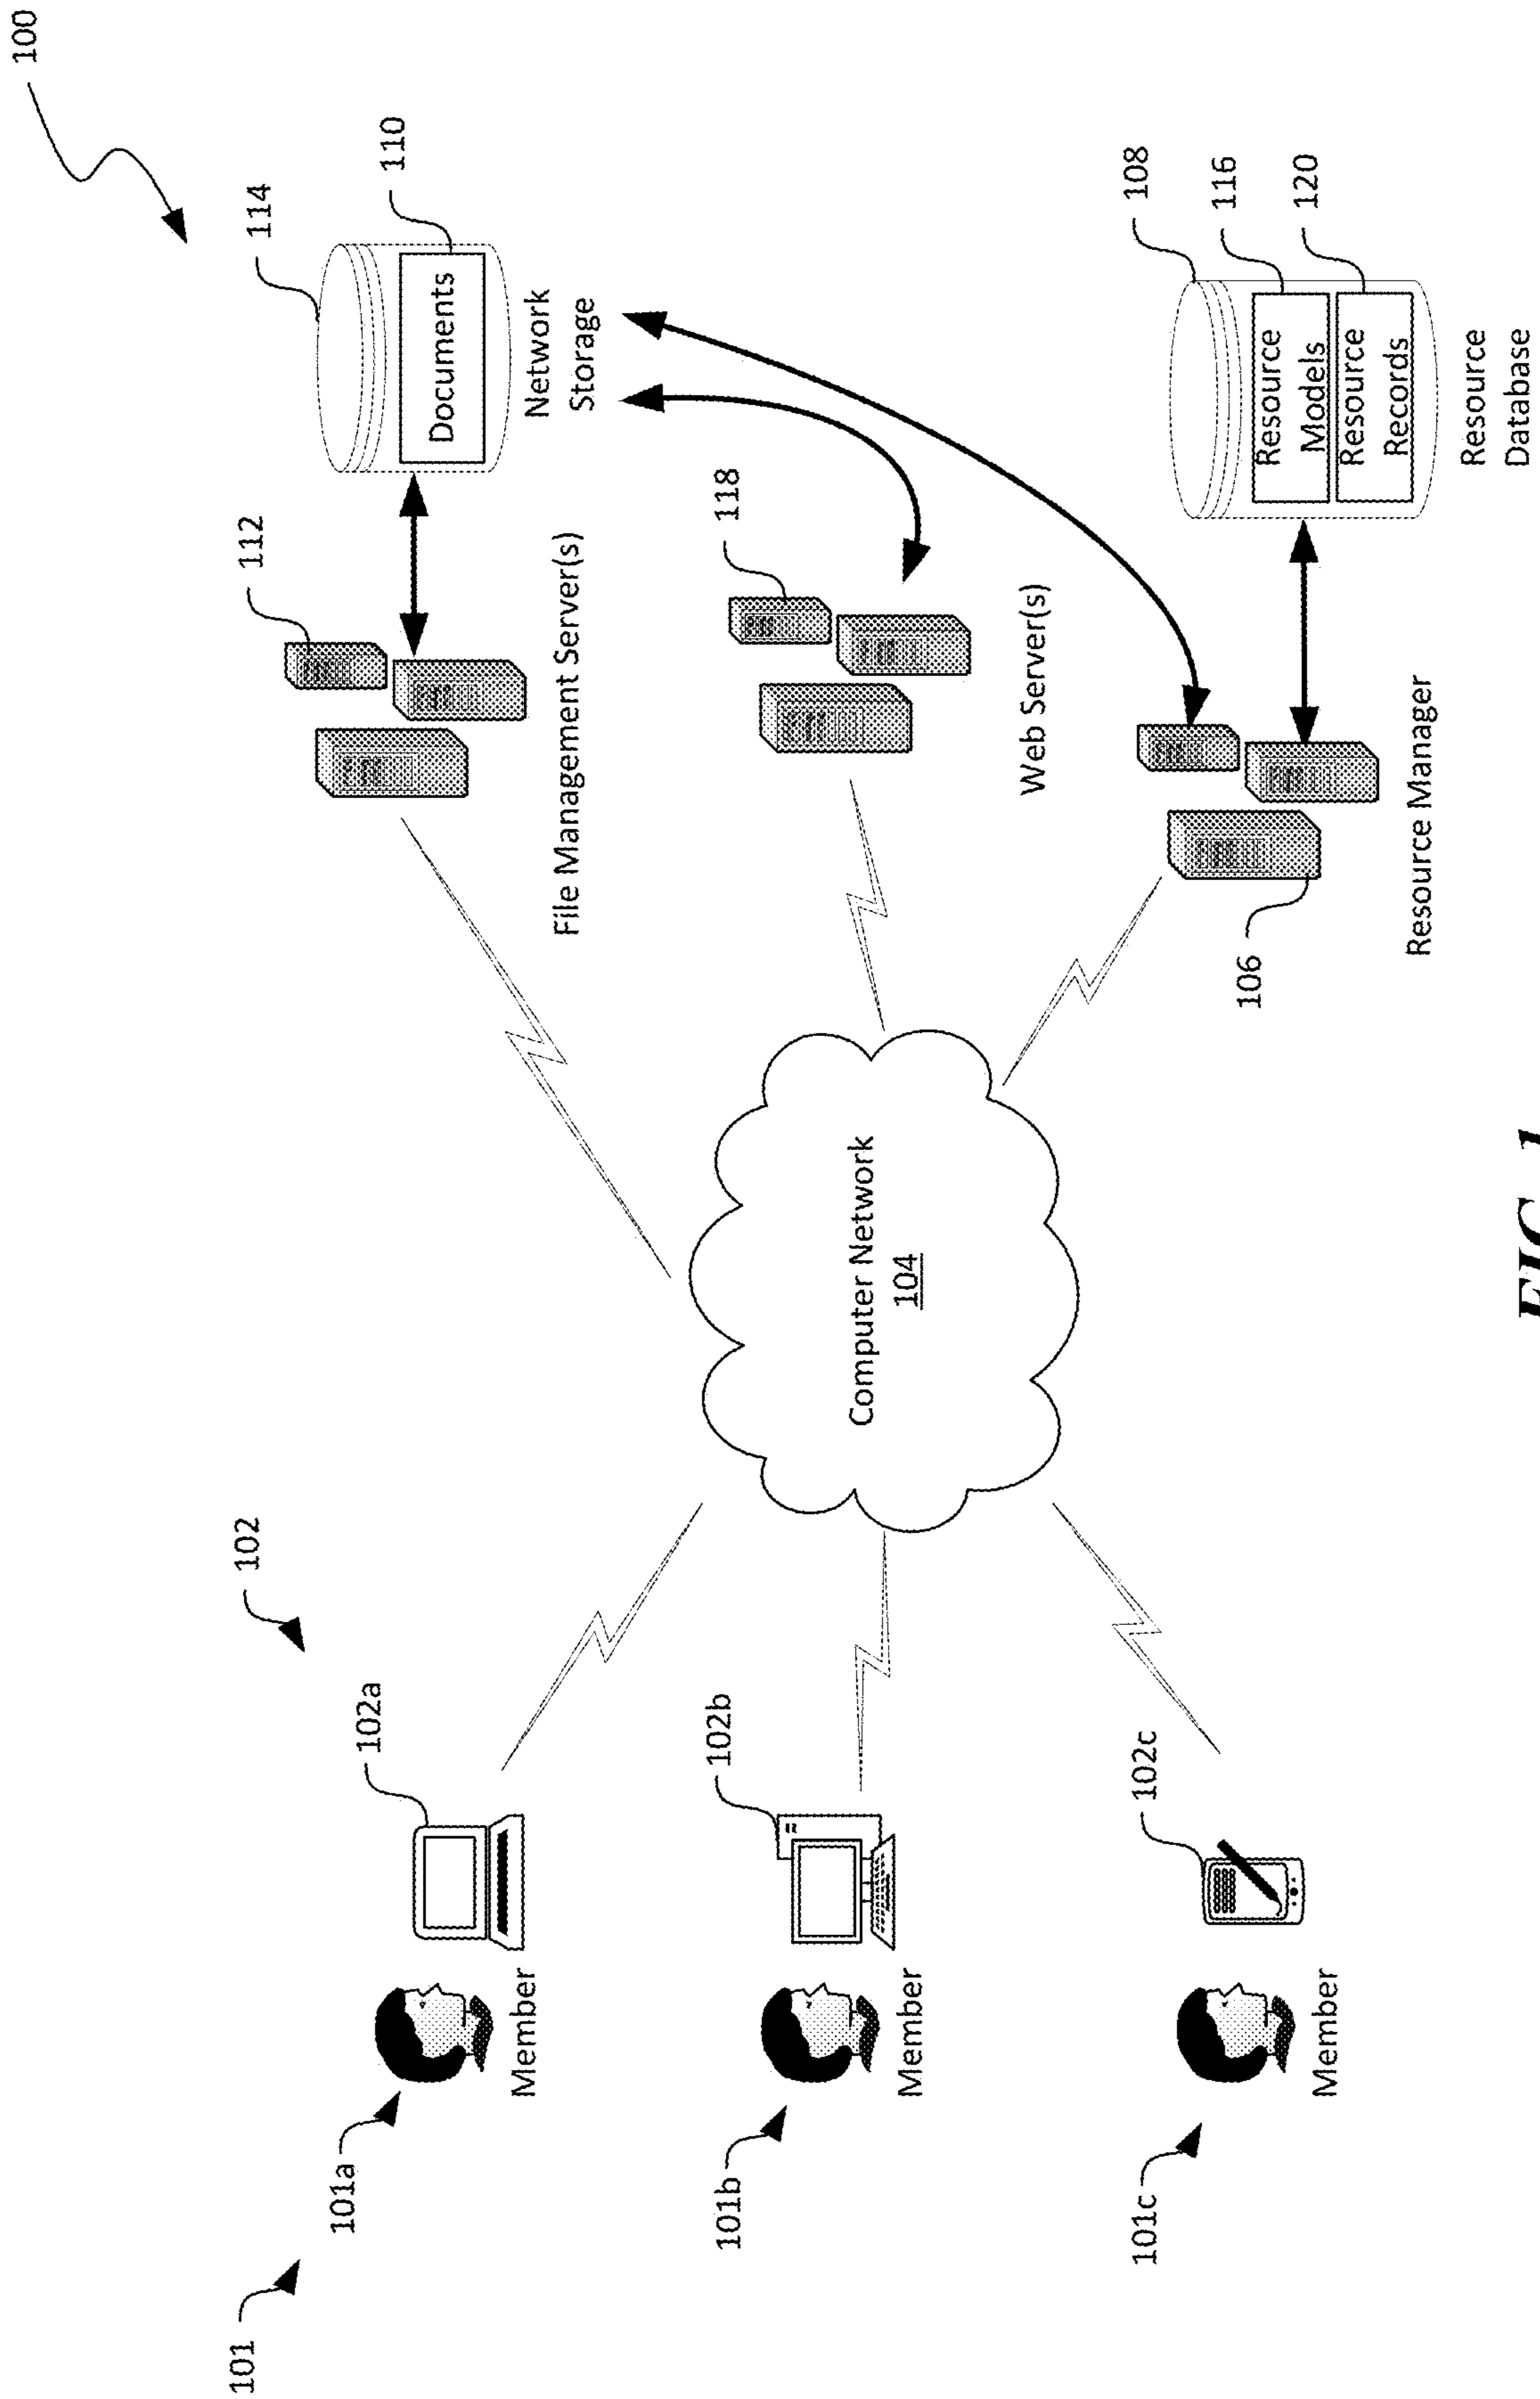 100
114
110
Documents
Network
Storage
112
File Management Server(s)
118
Web Server(s)
108
116
120
Resource
Models
Resource
Records
Resource
Database
106
Resource Manager
Computer Network
104
102
102a
102b
102c
Member
Member
Member
101
101a
101b
101c
FIG. 1